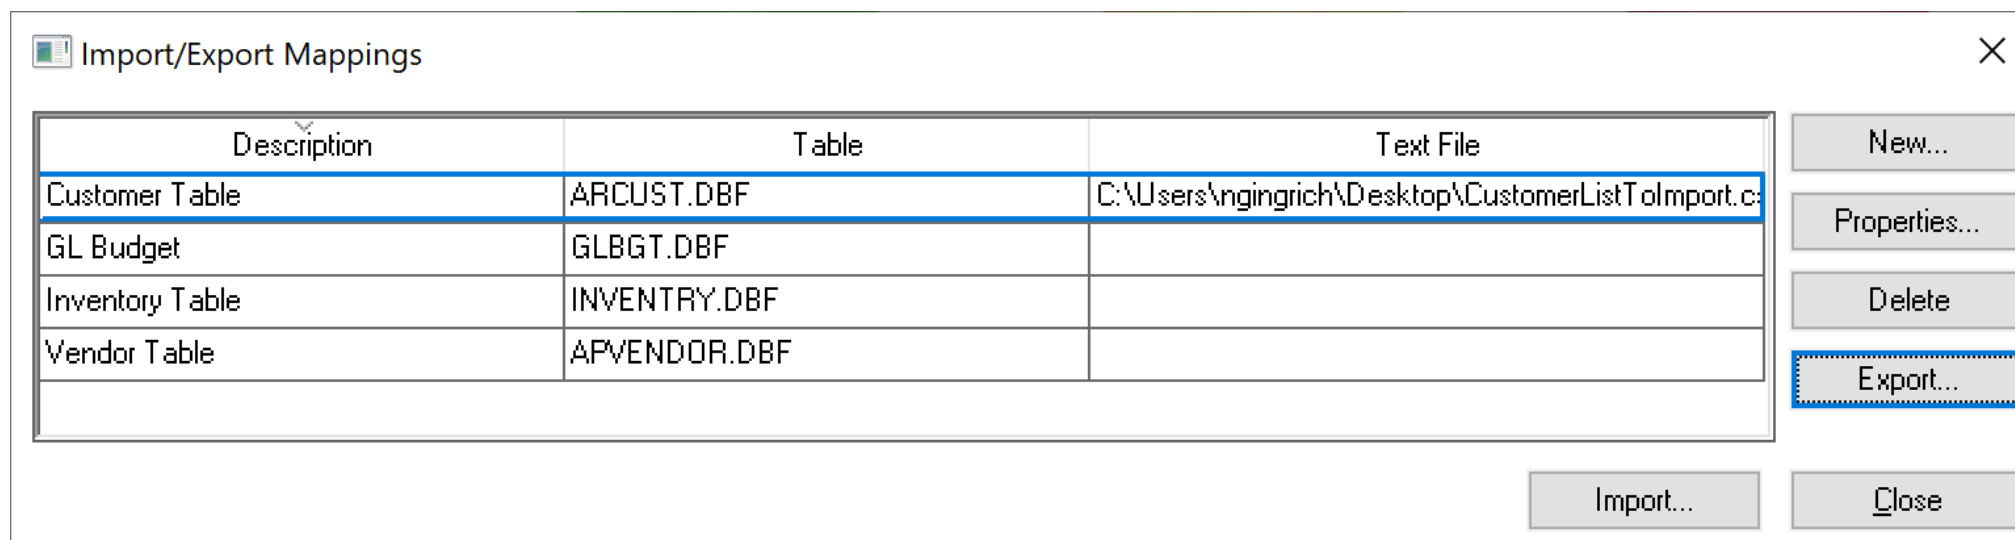 Import/Export Mappings
Description Table Text File
Customer Table ARCUST.DBF C:\Users\ngingrich\Desktop\CustomerListToImport.c
GL Budget GLBGT.DBF
Inventory Table INVENTRY.DBF
Vendor Table APVENDOR.DBF
New...
Properties...
Delete
Export...
Import...
Close